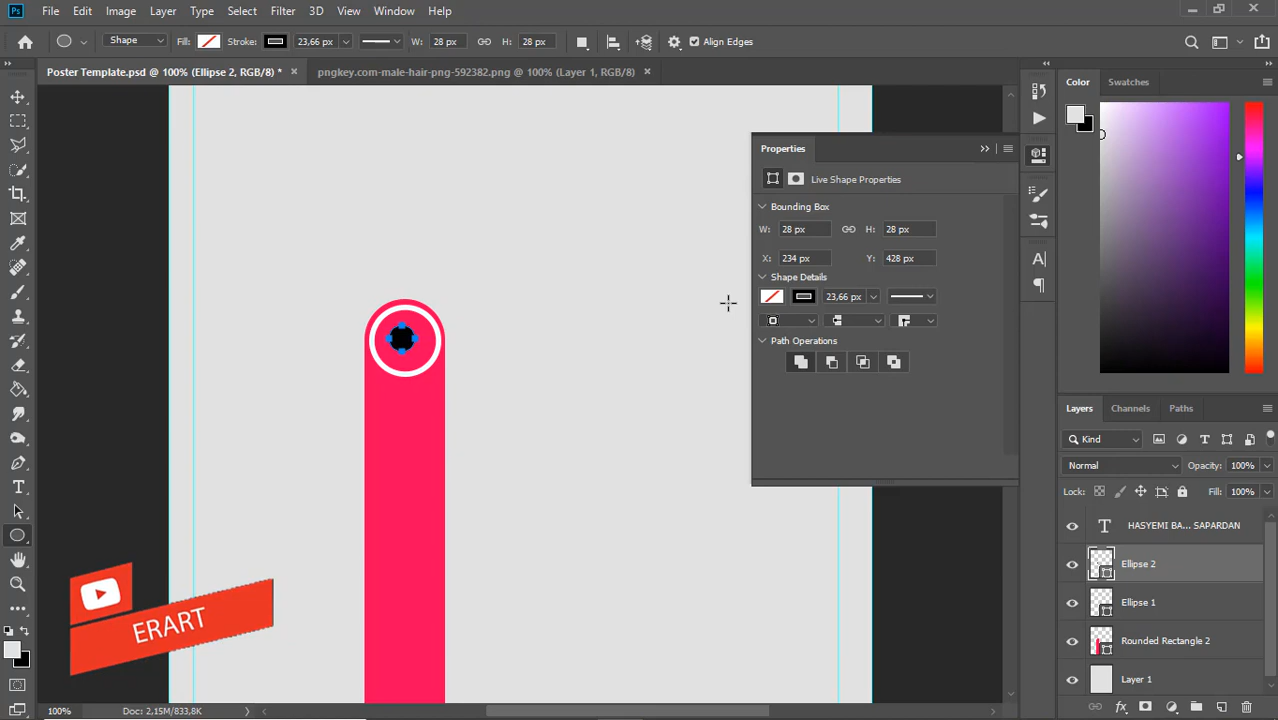 Ps File Edit Image Layer Type Select Filter 3D View Window Help
Shape Fill: Stroke: 23,66 px W: 28 px H: 28 px Align Edges
Poster Template.psd @ 100% (Ellipse 2, RGB/8) * × pngkey.com-male-hair-png-592382.png @ 100% (Layer 1, RGB/8) ×
Color Swatches
Properties
Live Shape Properties
Bounding Box
W: 28 px H: 28 px
X: 234 px Y: 428 px
Shape Details
23,66 px
Path Operations
Layers Channels Paths
Kind
Normal Opacity: 100%
Lock: Fill: 100%
HASYEMI BA... SAPARDAN
Ellipse 2
Ellipse 1
Rounded Rectangle 2
Layer 1
ERART
100% Doc: 2,15M/833,8K